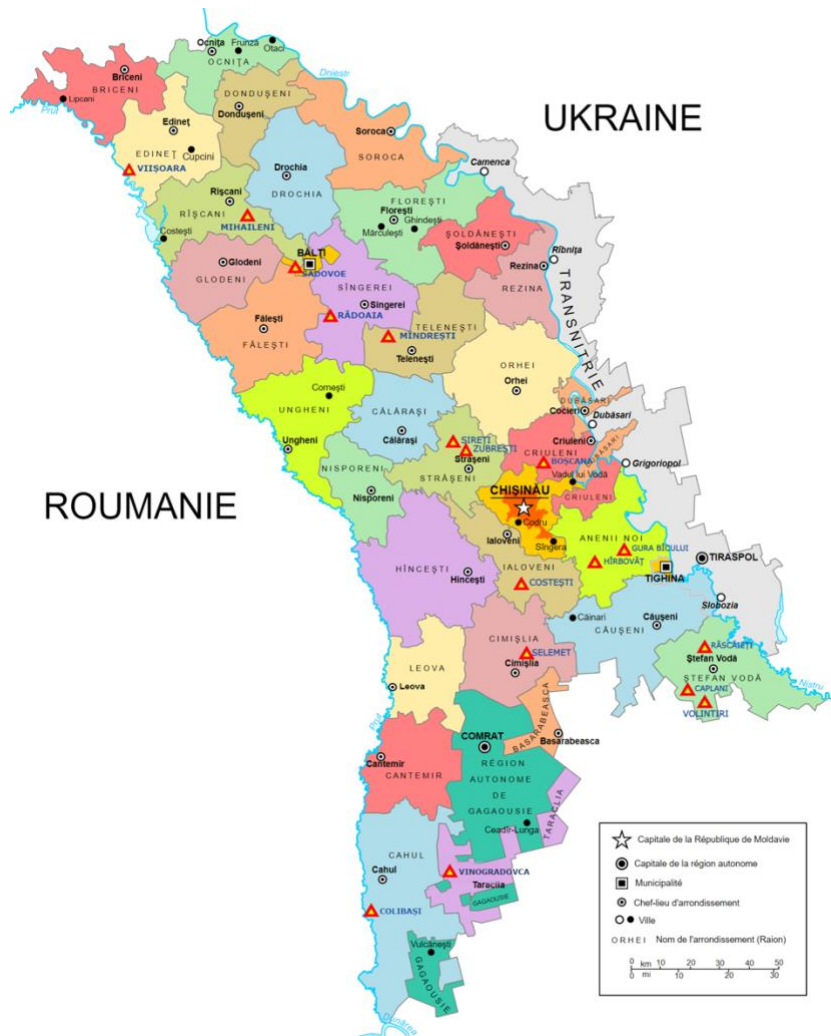 Ocnița
Frunză
Otaci
OCNIȚA
Briceni
BRICENI
Lipcani
Prut
Dniestr
DONDUȘENI
Dondușeni
UKRAINE
Edineț
EDINEȚ
Cupcini
VIIȘOARA
Soroca
SOROCA
Camenca
Drochia
DROCHIA
Rîșcani
RÎȘCANI
MIHAILENI
Costești
FLOREȘTI
Florești
Ghindești
Mărculești
ȘOLDĂNEȘTI
Șoldănești
Rîbnița
Rezina
REZINA
TRANSNITRIE
Glodeni
GLODENI
BĂLȚI
SADOVOE
SÎNGEREI
Sîngerei
RĂDOAIA
Fălești
FĂLEȘTI
TELENEȘTI
MÎNDREȘTI
Telenești
ORHEI
Orhei
Cornești
UNGHENI
Ungheni
CĂLĂRAȘI
Călărași
DUBĂSARI
Cocieri
Dubăsari
SIREȚI
ZUBREȘTI
Strășeni
STRĂȘENI
Criuleni
CRIULENI
BOȘCANA
DUBĂSARI
Vadul lui Vodă
Grigoriopol
NISPORENI
Nisporeni
CHIȘINĂU
CRIULENI
Codru
ROUMANIE
Ialoveni
Sîngera
ANENII NOI
GURA BÎCULUI
HÎRBOVĂȚ
TIRASPOL
TIGHINA
HÎNCEȘTI
Hîncești
IALOVENI
COSTEȘTI
Slobozia
Căinari
Căușeni
CĂUȘENI
CIMIȘLIA
SELEMET
Cimișlia
RĂSCĂIEȚI
Ștefan Vodă
ȘTEFAN VODĂ
CAPLANI
VOLINTIRI
Nistru
LEOVA
Leova
Prut
BASARABEASCA
Basarabeasca
COMRAT
RÉGION
AUTONOME
DE
GAGAOUSIE
Cantemir
CANTEMIR
TARACLIA
Ceadîr-Lunga
CAHUL
Cahul
VINOGRADOVCA
Taraclia
GAGAOUSIE
COLIBAȘI
Vulcănești
GAGAOUSIE
Dunărea
Capitale de la République de Moldavie
Capitale de la région autonome
Municipalité
Chef-lieu d'arrondissement
Ville
ORHEI Nom de l'arrondissement (Raion)
0 km 10 20 30 40 50
0 mi 10 20 30